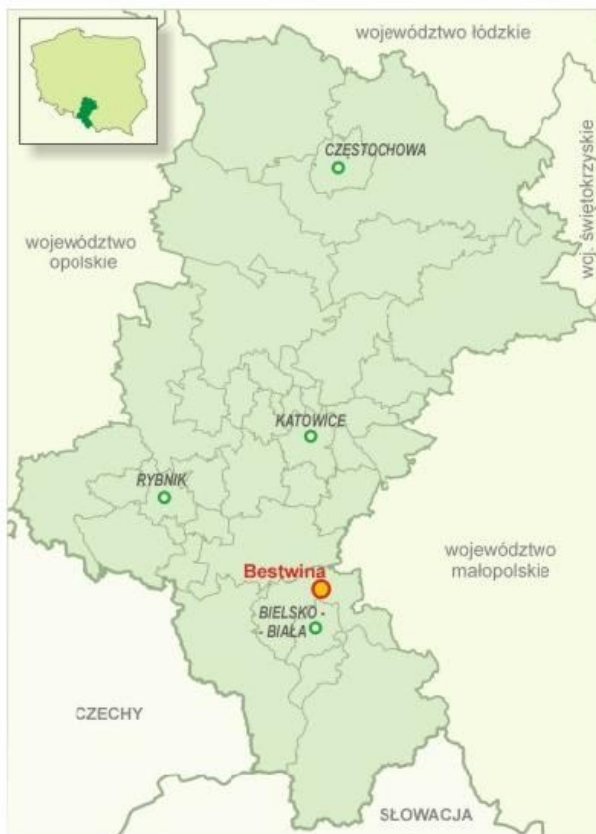 województwo łódzkie
woj. świętokrzyskie
CZĘSTOCHOWA
województwo
opolskie
KATOWICE
RYBNIK
województwo
małopolskie
Bestwina
BIELSKO -
- BIAŁA
CZECHY
SŁOWACJA